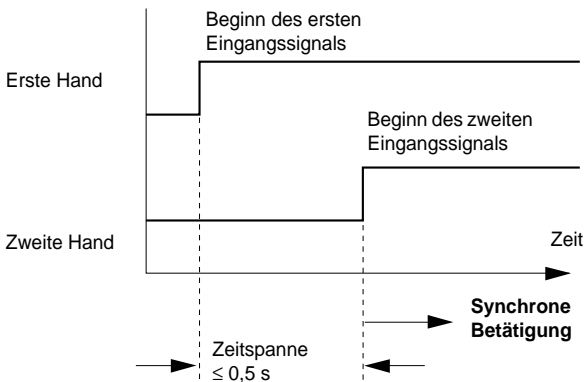 Beginn des ersten
Eingangssignals
Erste Hand
Beginn des zweiten
Eingangssignals
Zweite Hand
Zeit
Synchrone
Betätigung
Zeitspanne
≤ 0,5 s